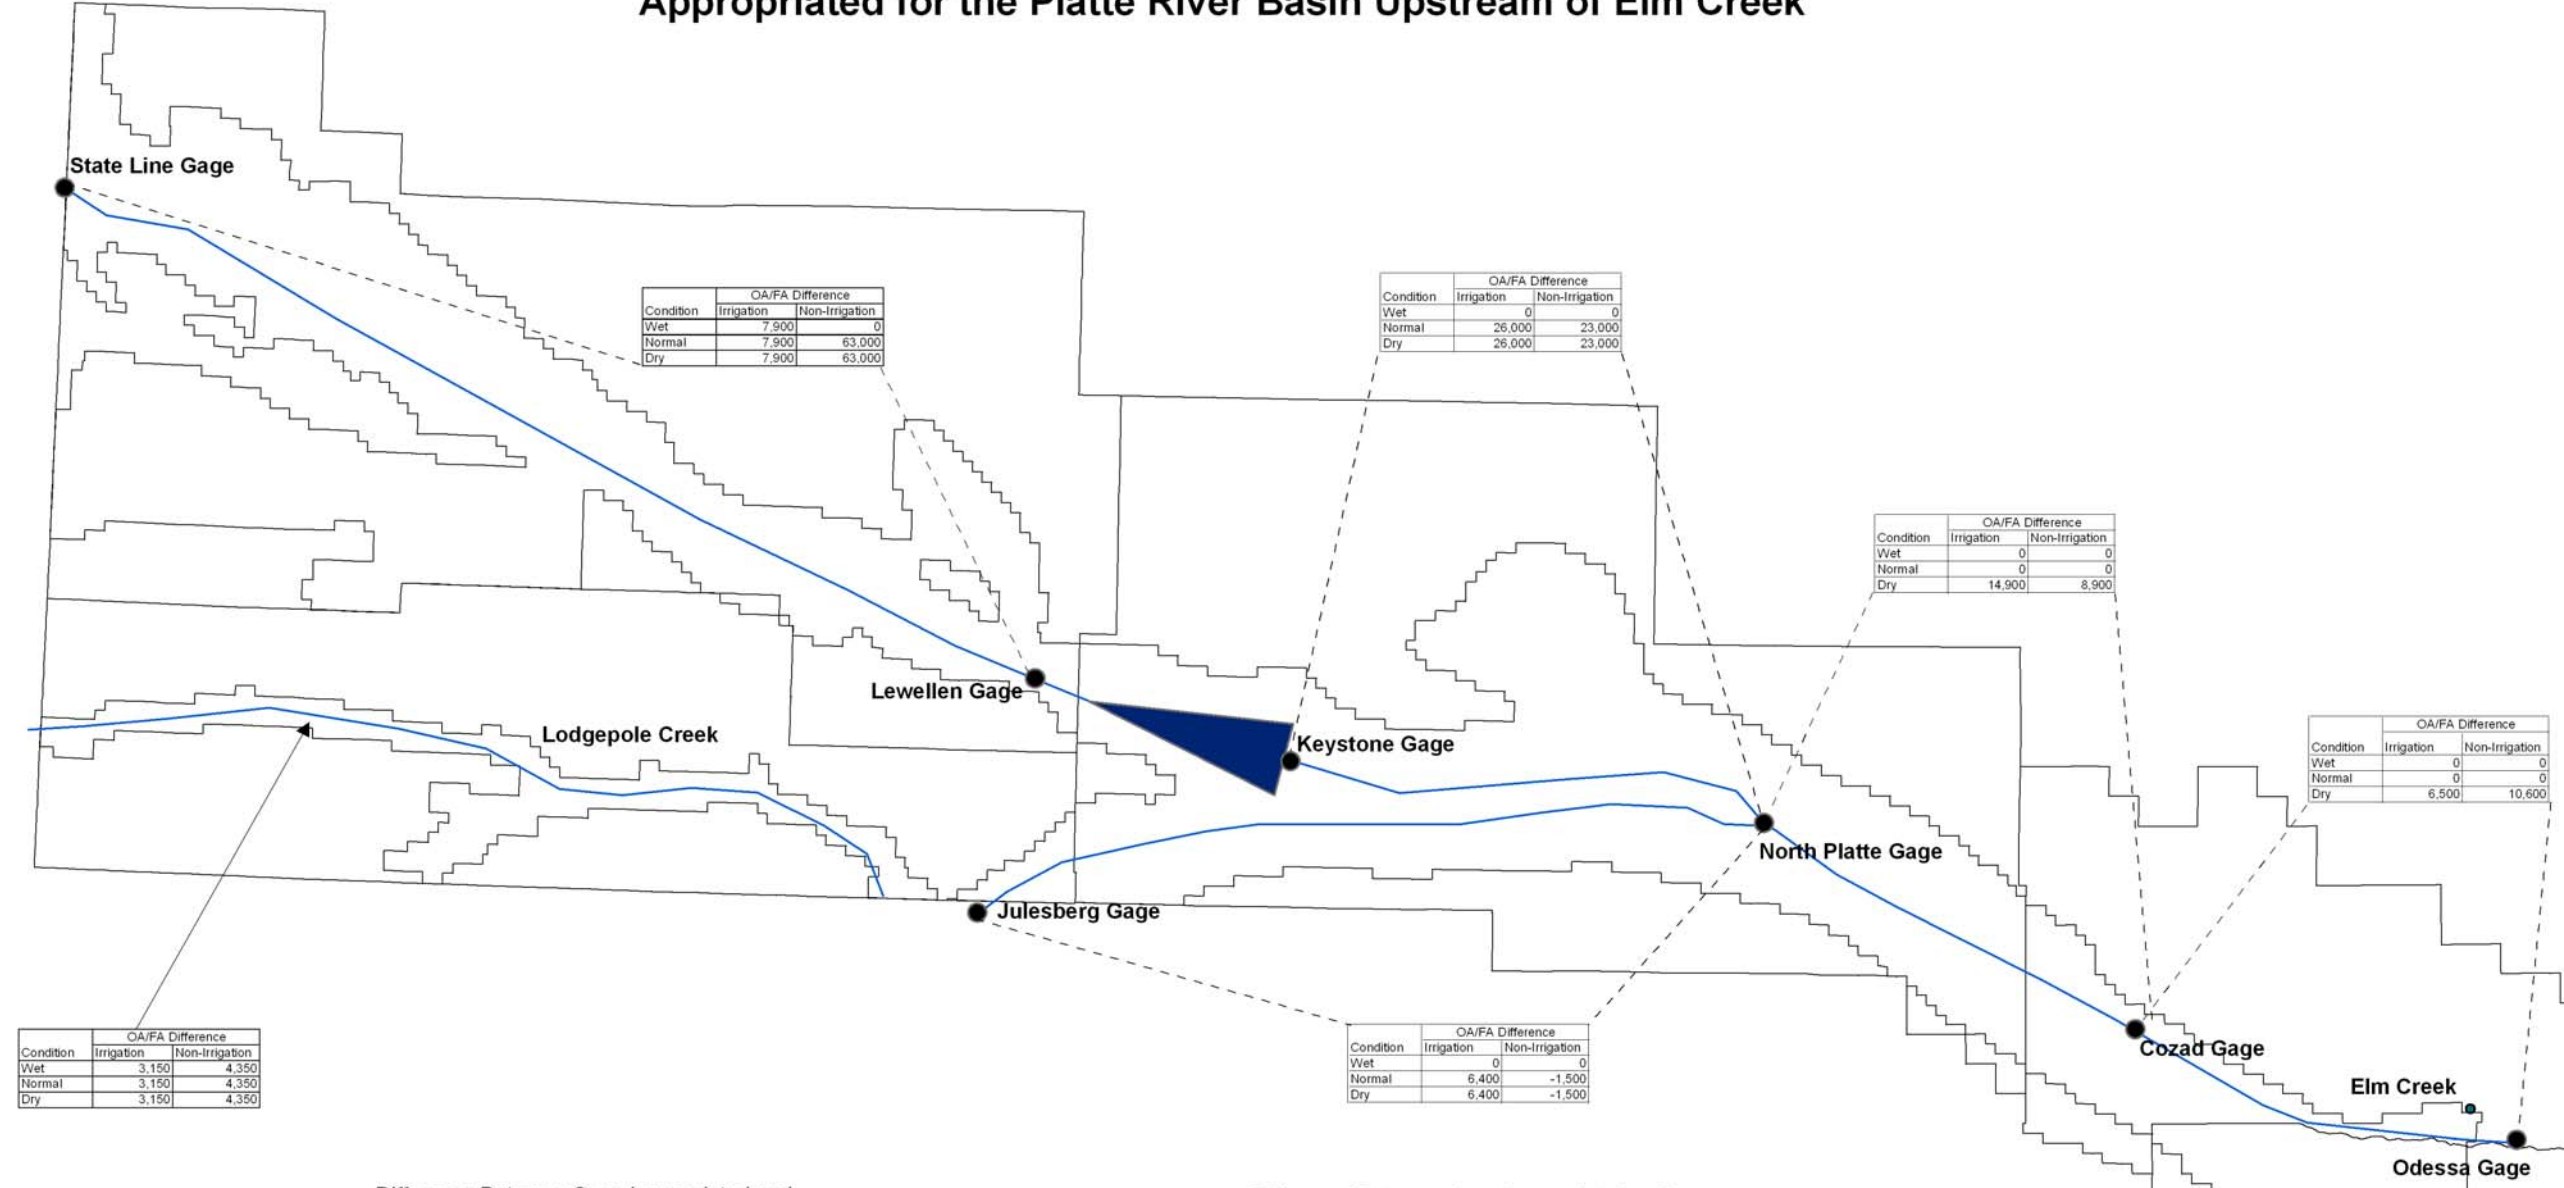 Appropriated for the Platte River Basin Upstream of Elm Creek
State Line Gage
OA/FA Difference
Condition Irrigation Non-Irrigation
Wet 7,900 0
Normal 7,900 63,000
Dry 7,900 63,000
OA/FA Difference
Condition Irrigation Non-Irrigation
Wet 0 0
Normal 26,000 23,000
Dry 26,000 23,000
OA/FA Difference
Condition Irrigation Non-Irrigation
Wet 0 0
Normal 0 0
Dry 14,900 8,900
Lewellen Gage
Lodgepole Creek
Keystone Gage
OA/FA Difference
Condition Irrigation Non-Irrigation
Wet 0 0
Normal 0 0
Dry 6,500 10,600
North Platte Gage
Julesberg Gage
OA/FA Difference
Condition Irrigation Non-Irrigation
Wet 3,150 4,350
Normal 3,150 4,350
Dry 3,150 4,350
OA/FA Difference
Condition Irrigation Non-Irrigation
Wet 0 0
Normal 6,400 -1,500
Dry 6,400 -1,500
Cozad Gage
Elm Creek
Odessa Gage